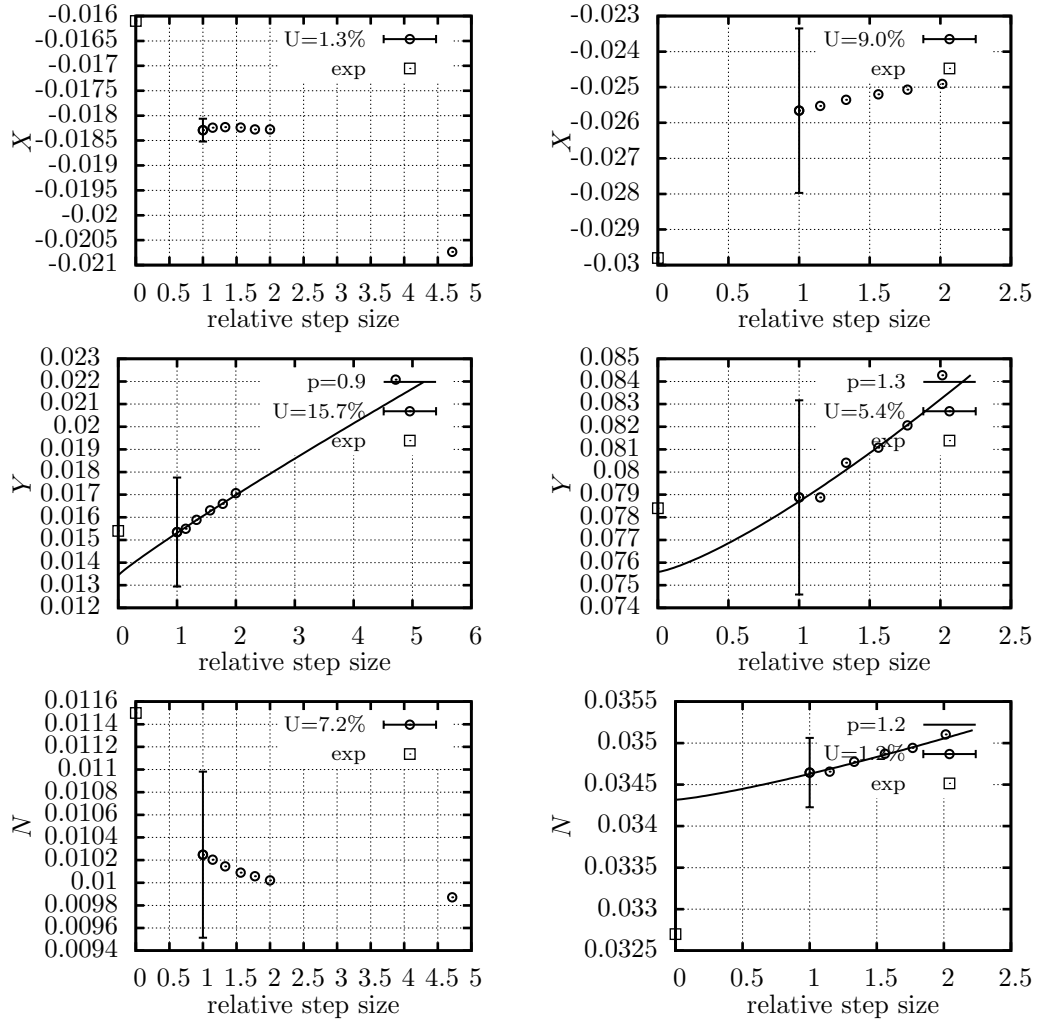 -0.016
-0.0165
-0.017
-0.0175
-0.018
-0.0185
-0.019
-0.0195
-0.02
-0.0205
-0.021
X
U=1.3%
exp
0 0.5 1 1.5 2 2.5 3 3.5 4 4.5 5
relative step size
-0.023
-0.024
-0.025
-0.026
-0.027
-0.028
-0.029
-0.03
X
U=9.0%
exp
0 0.5 1 1.5 2 2.5
relative step size
0.023
0.022
0.021
0.02
0.019
0.018
0.017
0.016
0.015
0.014
0.013
0.012
Y
p=0.9
U=15.7%
exp
0 1 2 3 4 5 6
relative step size
0.085
0.084
0.083
0.082
0.081
0.08
0.079
0.078
0.077
0.076
0.075
0.074
Y
p=1.3
U=5.4%
exp
0 0.5 1 1.5 2 2.5
relative step size
0.0116
0.0114
0.0112
0.011
0.0108
0.0106
0.0104
0.0102
0.01
0.0098
0.0096
0.0094
N
U=7.2%
exp
0 0.5 1 1.5 2 2.5 3 3.5 4 4.5 5
relative step size
0.0355
0.035
0.0345
0.034
0.0335
0.033
0.0325
N
p=1.2
U=1.2%
exp
0 0.5 1 1.5 2 2.5
relative step size